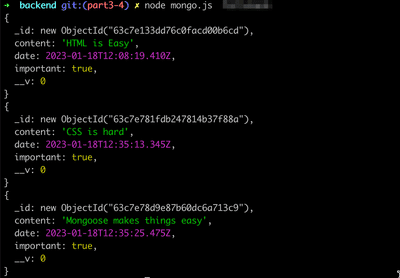 ➜ backend git:(part3-4) ✗ node mongo.js
{
_id: new ObjectId("63c7e133dd76c0facd00b6cd"),
content: 'HTML is Easy',
date: 2023-01-18T12:08:19.410Z,
important: true,
__v: 0
}
{
_id: new ObjectId("63c7e781fdb247814b37f88a"),
content: 'CSS is hard',
date: 2023-01-18T12:35:13.345Z,
important: true,
__v: 0
}
{
_id: new ObjectId("63c7e78d9e87b60dc6a713c9"),
content: 'Mongoose makes things easy',
date: 2023-01-18T12:35:25.475Z,
important: true,
__v: 0
}